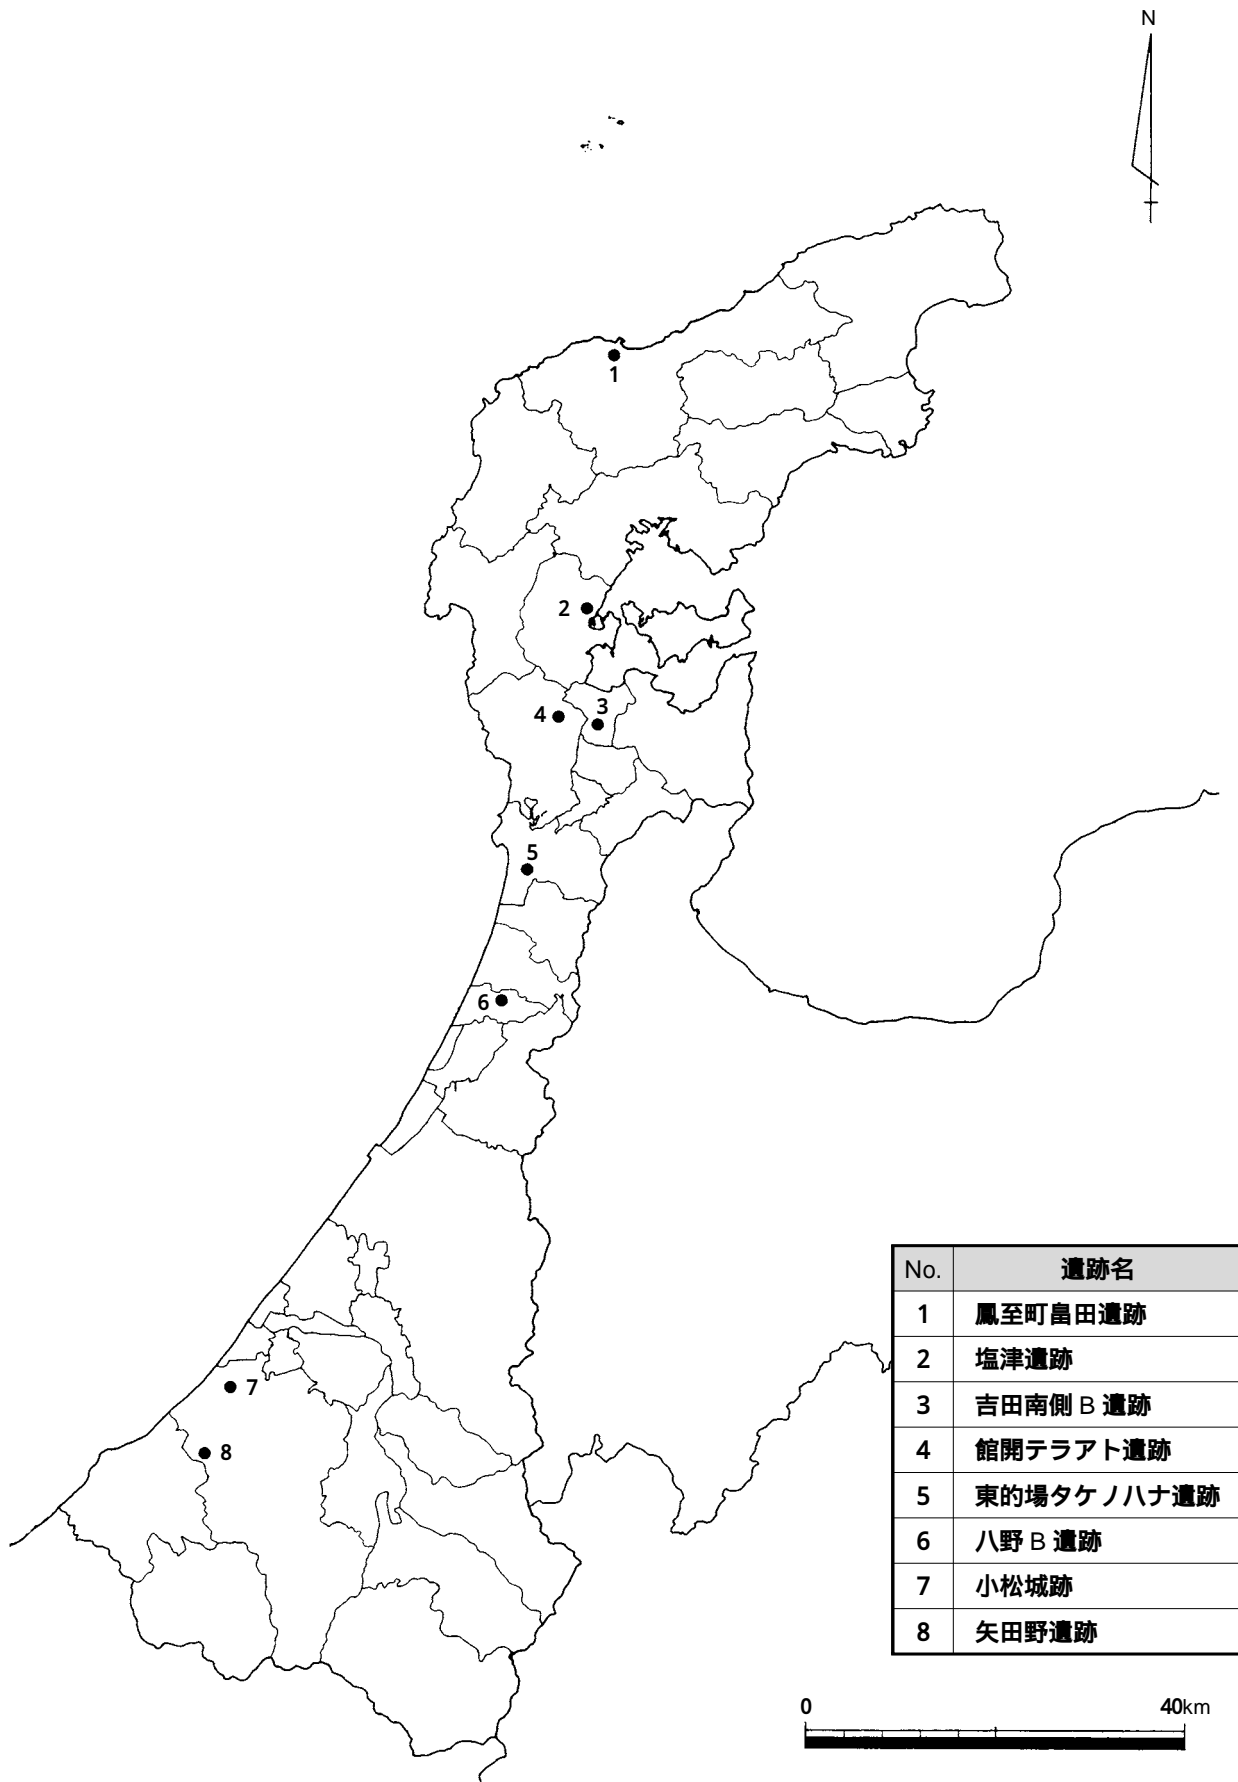 N
1
2
3
4
5
6
7
8
No. 遺跡名
1 鳳至町畠田遺跡
2 塩津遺跡
3 吉田南側 B 遺跡
4 館開テラアト遺跡
5 東的場タケノハナ遺跡
6 八野 B 遺跡
7 小松城跡
8 矢田野遺跡
0 40km